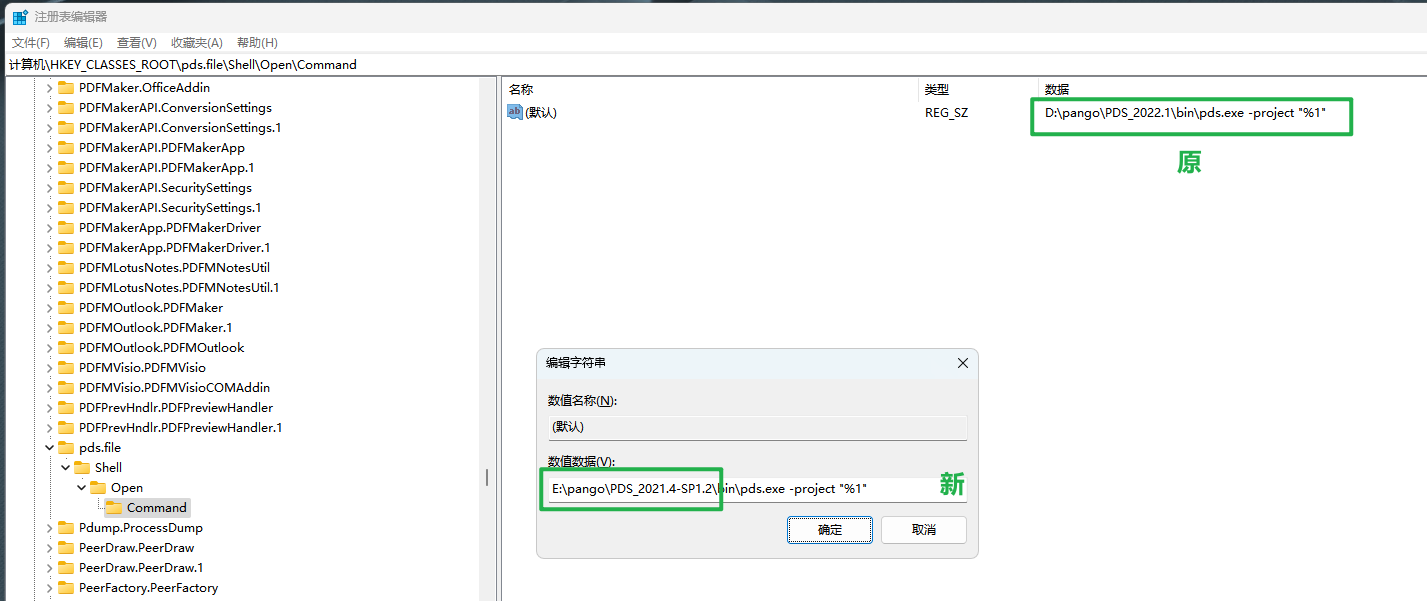 注册表编辑器
文件(F) 编辑(E) 查看(V) 收藏夹(A) 帮助(H)
计算机\HKEY_CLASSES_ROOT\pds.file\Shell\Open\Command
PDFMaker.OfficeAddin
PDFMakerAPI.ConversionSettings
PDFMakerAPI.ConversionSettings.1
PDFMakerAPI.PDFMakerApp
PDFMakerAPI.PDFMakerApp.1
PDFMakerAPI.SecuritySettings
PDFMakerAPI.SecuritySettings.1
PDFMakerApp.PDFMakerDriver
PDFMakerApp.PDFMakerDriver.1
PDFMLotusNotes.PDFMNotesUtil
PDFMLotusNotes.PDFMNotesUtil.1
PDFMOutlook.PDFMaker
PDFMOutlook.PDFMaker.1
PDFMOutlook.PDFMOutlook
PDFMVisio.PDFMVisio
PDFMVisio.PDFMVisioCOMAddin
PDFPrevHndlr.PDFPreviewHandler
PDFPrevHndlr.PDFPreviewHandler.1
pds.file
Shell
Open
Command
Pdump.ProcessDump
PeerDraw.PeerDraw
PeerDraw.PeerDraw.1
PeerFactory.PeerFactory
名称 类型 数据
ab (默认) REG_SZ D:\pango\PDS_2022.1\bin\pds.exe -project "%1"
原
编辑字符串
数值名称(N):
(默认)
数值数据(V):
E:\pango\PDS_2021.4-SP1.2\bin\pds.exe -project "%1"
新
确定 取消